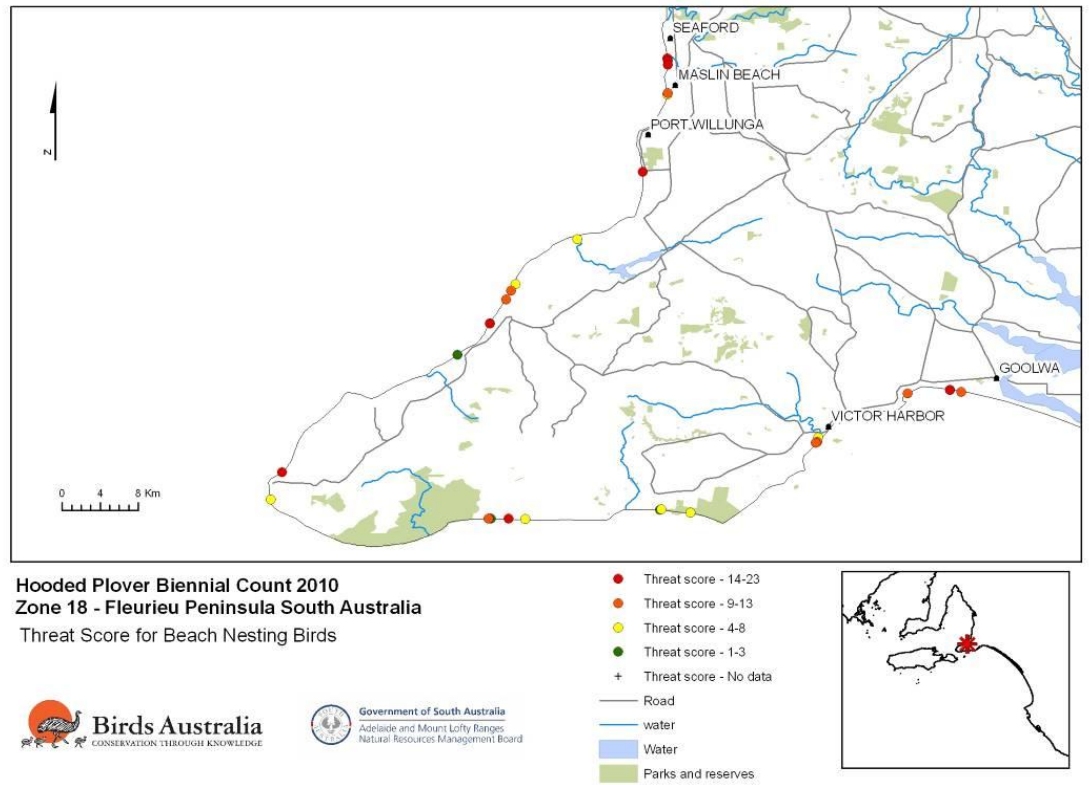 SEAFORD
MASLIN BEACH
PORT WILLUNGA
N
GOOLWA
VICTOR HARBOR
0 4 8 Km
Hooded Plover Biennial Count 2010
Zone 18 - Fleurieu Peninsula South Australia
Threat Score for Beach Nesting Birds
Birds Australia
CONSERVATION THROUGH KNOWLEDGE
Government of South Australia
Adelaide and Mount Lofty Ranges
Natural Resources Management Board
Threat score - 14-23
Threat score - 9-13
Threat score - 4-8
Threat score - 1-3
Threat score - No data
Road
water
Water
Parks and reserves